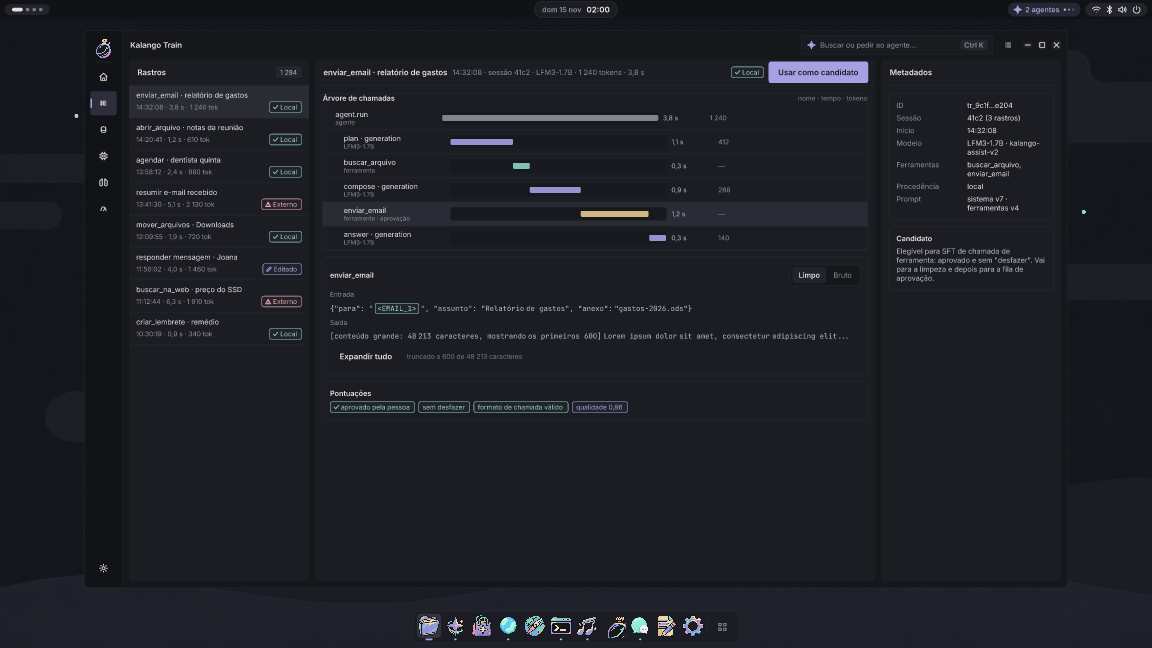 dom 15 nov 02:00
2 agentes
Kalango Train
Buscar ou pedir ao agente...
Ctrl K
Rastros
1 284
enviar_email · relatório de gastos
14:32:08 · 3,8 s · 1 240 tok
Local
abrir_arquivo · notas da reunião
14:20:41 · 1,2 s · 610 tok
Local
agendar · dentista quinta
13:58:12 · 2,4 s · 880 tok
Local
resumir e-mail recebido
13:41:30 · 5,1 s · 2 130 tok
Externo
mover_arquivos · Downloads
12:09:55 · 1,9 s · 720 tok
Local
responder mensagem · Joana
11:50:02 · 4,0 s · 1 460 tok
Editado
buscar_na_web · preço do SSD
11:12:44 · 6,3 s · 1 910 tok
Externo
criar_lembrete · remédio
10:30:19 · 0,9 s · 340 tok
Local
enviar_email · relatório de gastos 14:32:08 · sessão 41c2 · LFM3-1.7B · 1 240 tokens · 3,8 s
Local
Usar como candidato
Árvore de chamadas
nome · tempo · tokens
agent.run
agente
3,8 s
1 240
plan · generation
LFM3-1.7B
1,1 s
412
buscar_arquivo
ferramenta
0,3 s
—
compose · generation
LFM3-1.7B
0,9 s
288
enviar_email
ferramenta · aprovação
1,2 s
—
answer · generation
LFM3-1.7B
0,3 s
140
enviar_email
Limpo
Bruto
Entrada
{"para": "<EMAIL_1>", "assunto": "Relatório de gastos", "anexo": "gastos-2026.ods"}
Saída
[conteúdo grande: 48 213 caracteres, mostrando os primeiros 600] Lorem ipsum dolor sit amet, consectetur adipiscing elit...
Expandir tudo
truncado a 600 de 48 213 caracteres
Pontuações
aprovado pela pessoa
sem desfazer
formato de chamada válido
qualidade 0,86
Metadados
ID
tr_9c1f…e204
Sessão
41c2 (3 rastros)
Início
14:32:08
Modelo
LFM3-1.7B · kalango-assist-v2
Ferramentas
buscar_arquivo, enviar_email
Procedência
local
Prompt
sistema v7 · ferramentas v4
Candidato
Elegível para SFT de chamada de
ferramenta: aprovado e sem "desfazer". Vai
para a limpeza e depois para a fila de
aprovação.